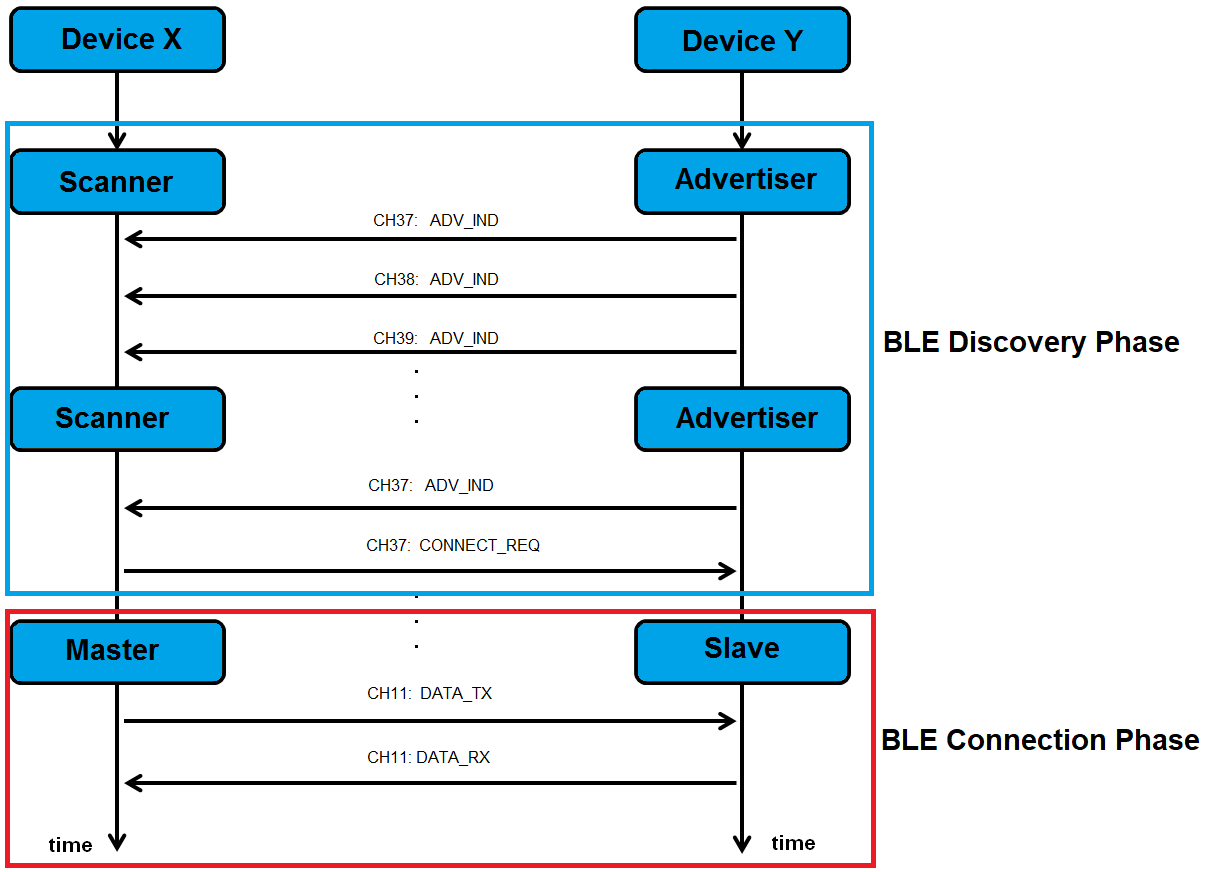 Device X
Device Y
Scanner
Advertiser
CH37: ADV_IND
CH38: ADV_IND
CH39: ADV_IND
BLE Discovery Phase
Scanner
Advertiser
CH37: ADV_IND
CH37: CONNECT_REQ
Master
Slave
CH11: DATA_TX
BLE Connection Phase
CH11: DATA_RX
time
time